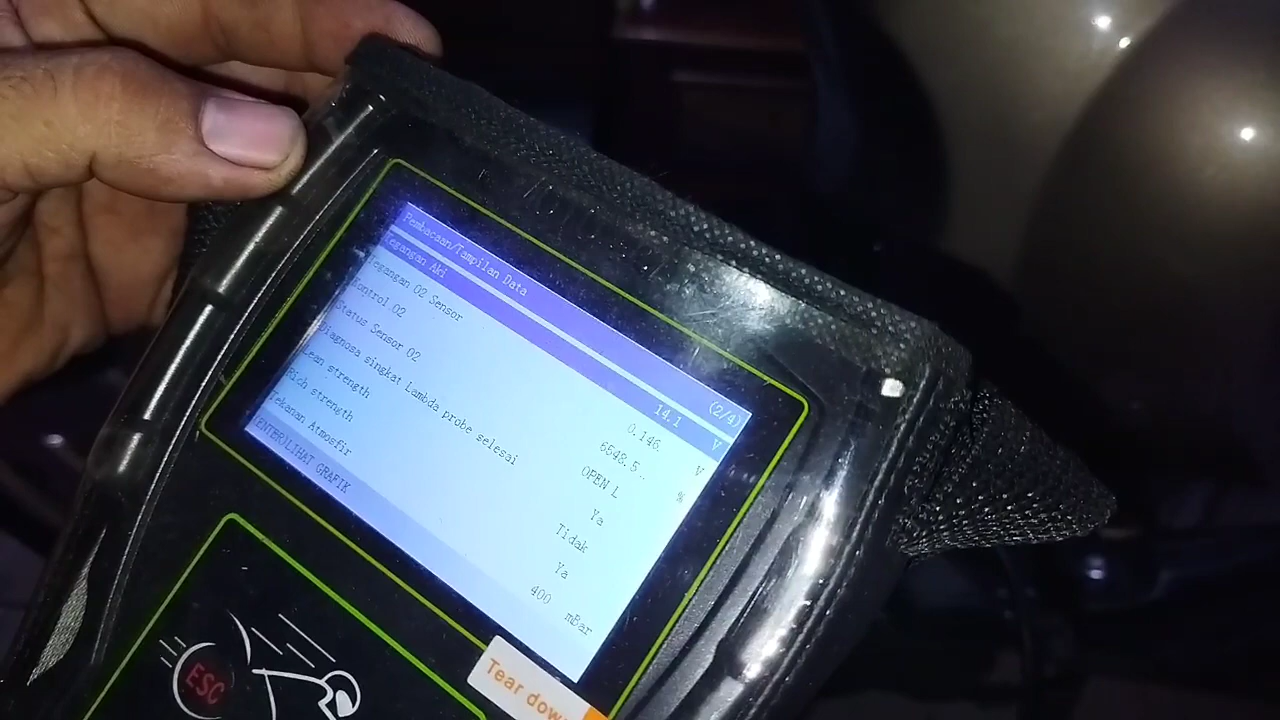 Pembacaan/Tampilan Data (2/4)
Tegangan Aki 14.1 V
Tegangan O2 Sensor 0.146 V
Kontrol O2 6548.5 %
Status Sensor O2 OPEN L
Diagnosa singkat Lambda probe selesai Ya
Lean strength Tidak
Rich strength Ya
Tekanan Atmosfir 400 mBar
[ENTER]LIHAT GRAFIK
ESC
Tear down